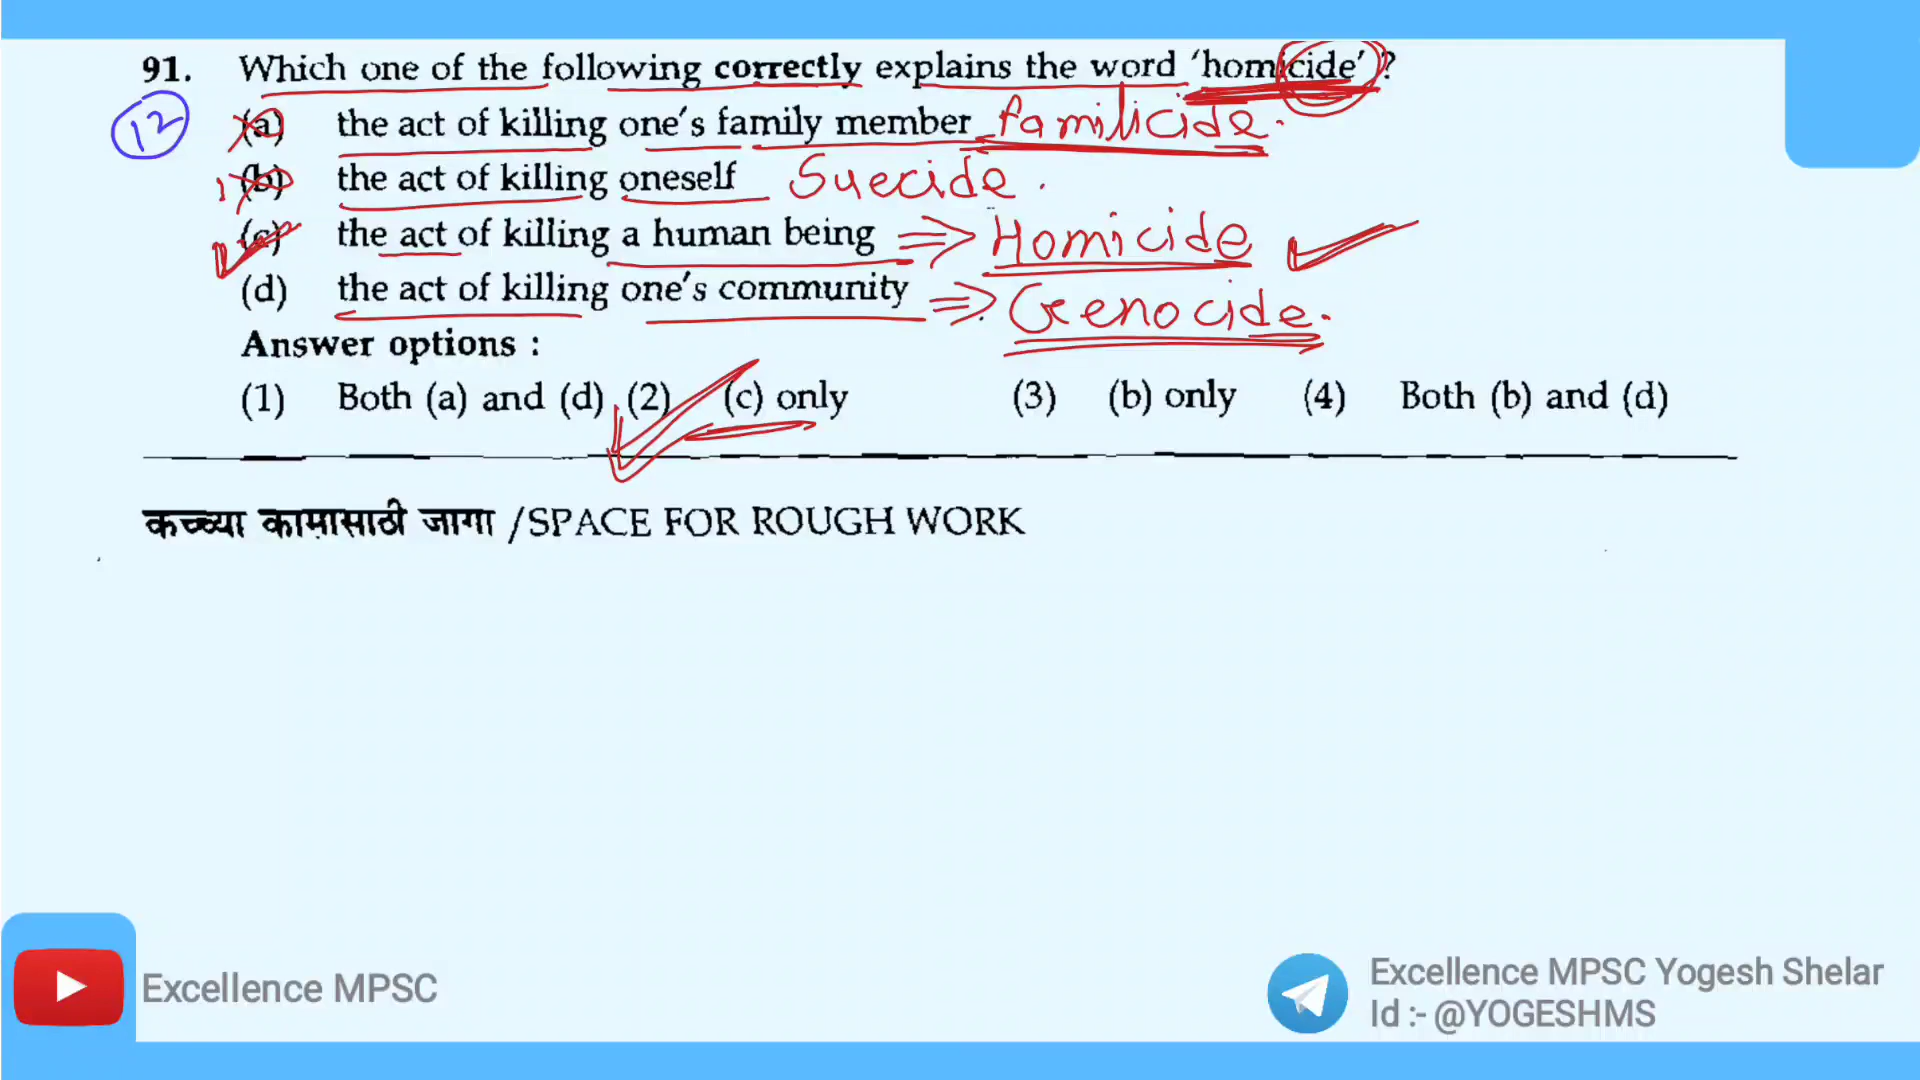 91. Which one of the following correctly explains the word 'homicide' ?
12 (a) the act of killing one's family member familicide.
(b) the act of killing oneself Suecide.
(c) the act of killing a human being => Homicide
(d) the act of killing one's community => Genocide.
Answer options :
(1) Both (a) and (d) (2) (c) only (3) (b) only (4) Both (b) and (d)
कच्च्या कामासाठी जागा /SPACE FOR ROUGH WORK
Excellence MPSC
Excellence MPSC Yogesh Shelar
Id :- @YOGESHMS